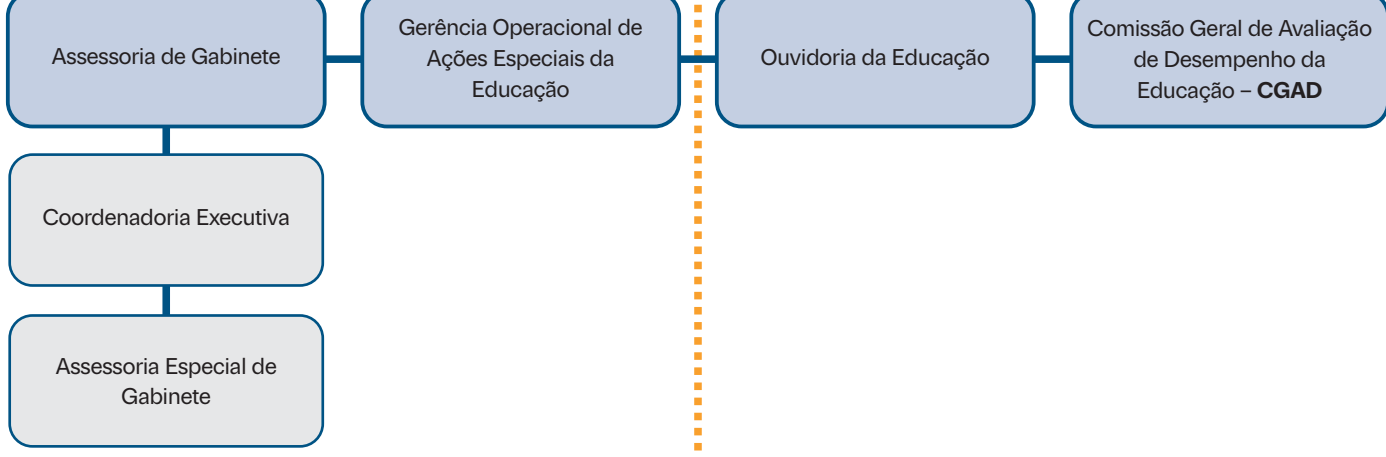 Assessoria de Gabinete
Gerência Operacional de
Ações Especiais da
Educação
Ouvidoria da Educação
Comissão Geral de Avaliação
de Desempenho da
Educação – CGAD
Coordenadoria Executiva
Assessoria Especial de
Gabinete